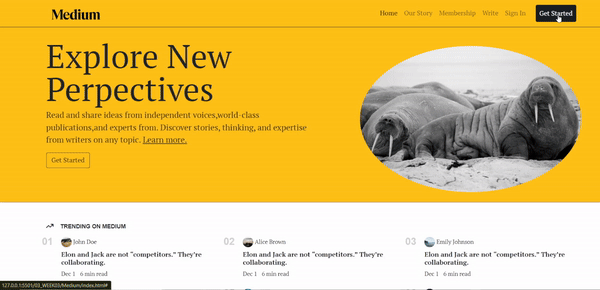 Medium
Home Our Story Membership Write Sign In Get Started
Explore New
Perpectives
Read and share ideas from independent voices,world-class
publications,and experts from. Discover stories, thinking, and expertise
from writers on any topic. Learn more.
Get Started
TRENDING ON MEDIUM
01 John Doe
Elon and Jack are not “competitors.” They’re
collaborating.
Dec 1 6 min read
02 Alice Brown
Elon and Jack are not “competitors.” They’re
collaborating.
Dec 1 6 min read
03 Emily Johnson
Elon and Jack are not “competitors.” They’re
collaborating.
Dec 1 6 min read
127.0.0.1:5501/03_WEEK03/Medium/index.html#